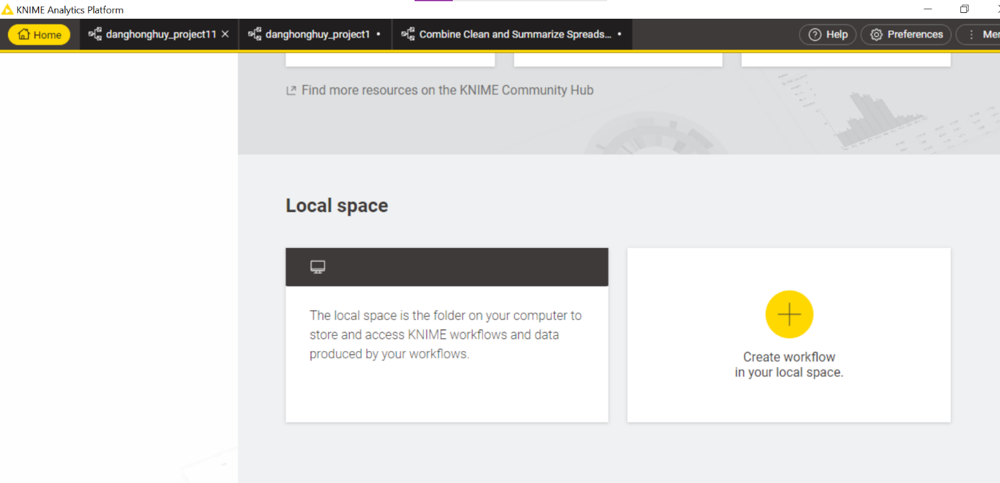 KNIME Analytics Platform
Home
danghonghuy_project11
danghonghuy_project1
Combine Clean and Summarize Spreads...
Help
Preferences
Find more resources on the KNIME Community Hub
Local space
The local space is the folder on your computer to
store and access KNIME workflows and data
produced by your workflows.
Create workflow
in your local space.